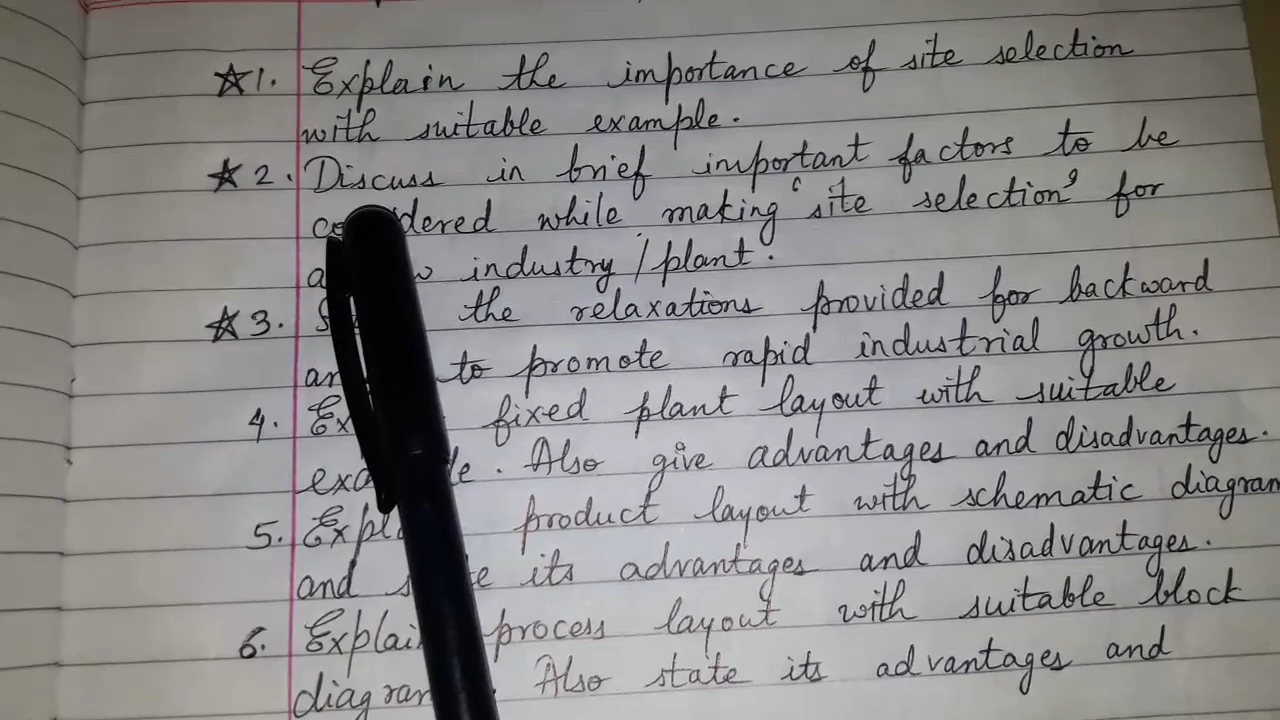 ☆1. Explain the importance of site selection
with suitable example.
☆2. Discuss in brief important factors to be
while making 'site selection' for
industry / plant.
☆3. the relaxations provided for backward
to promote rapid industrial growth.
4. fixed plant layout with suitable
Also give advantages and disadvantages.
5. product layout with schematic diagram
and its advantages and disadvantages.
6. Explain process layout with suitable block
diagram. Also state its advantages and